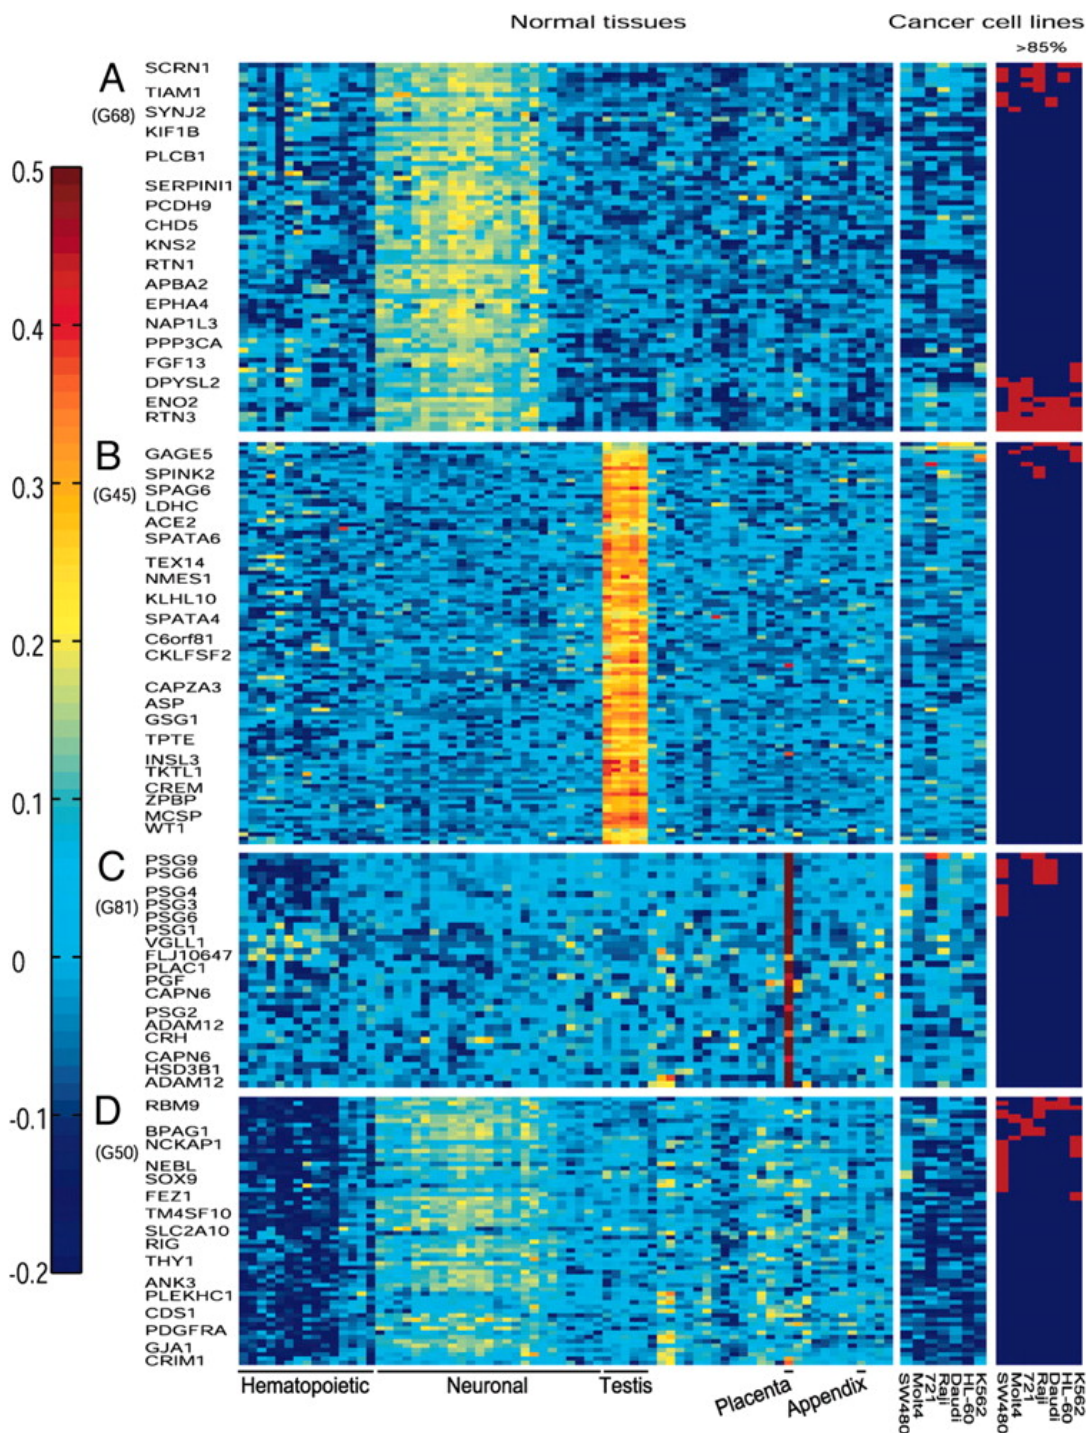 Normal tissues
Cancer cell lines
>85%
A
(G68)
SCRN1
TIAM1
SYNJ2
KIF1B
PLCB1
SERPINI1
PCDH9
CHD5
KNS2
RTN1
APBA2
EPHA4
NAP1L3
PPP3CA
FGF13
DPYSL2
ENO2
RTN3
0.5
0.4
0.3
0.2
0.1
0
-0.1
-0.2
B
(G45)
GAGE5
SPINK2
SPAG6
LDHC
ACE2
SPATA6
TEX14
NMES1
KLHL10
SPATA4
C6orf81
CKLFSF2
CAPZA3
ASP
GSG1
TPTE
INSL3
TKTL1
CREM
ZPBP
MCSP
WT1
C
(G81)
PSG9
PSG6
PSG4
PSG3
PSG6
PSG1
VGLL1
FLJ10647
PLAC1
PGF
CAPN6
PSG2
ADAM12
CRH
CAPN6
HSD3B1
ADAM12
D
(G50)
RBM9
BPAG1
NCKAP1
NEBL
SOX9
FEZ1
TM4SF10
SLC2A10
RIG
THY1
ANK3
PLEKHC1
CDS1
PDGFRA
GJA1
CRIM1
Hematopoietic
Neuronal
Testis
Placenta
Appendix
SW480
Molt4
721
Raji
Daudi
HL-60
K562
SW480
Molt4
721
Raji
Daudi
HL-60
K562